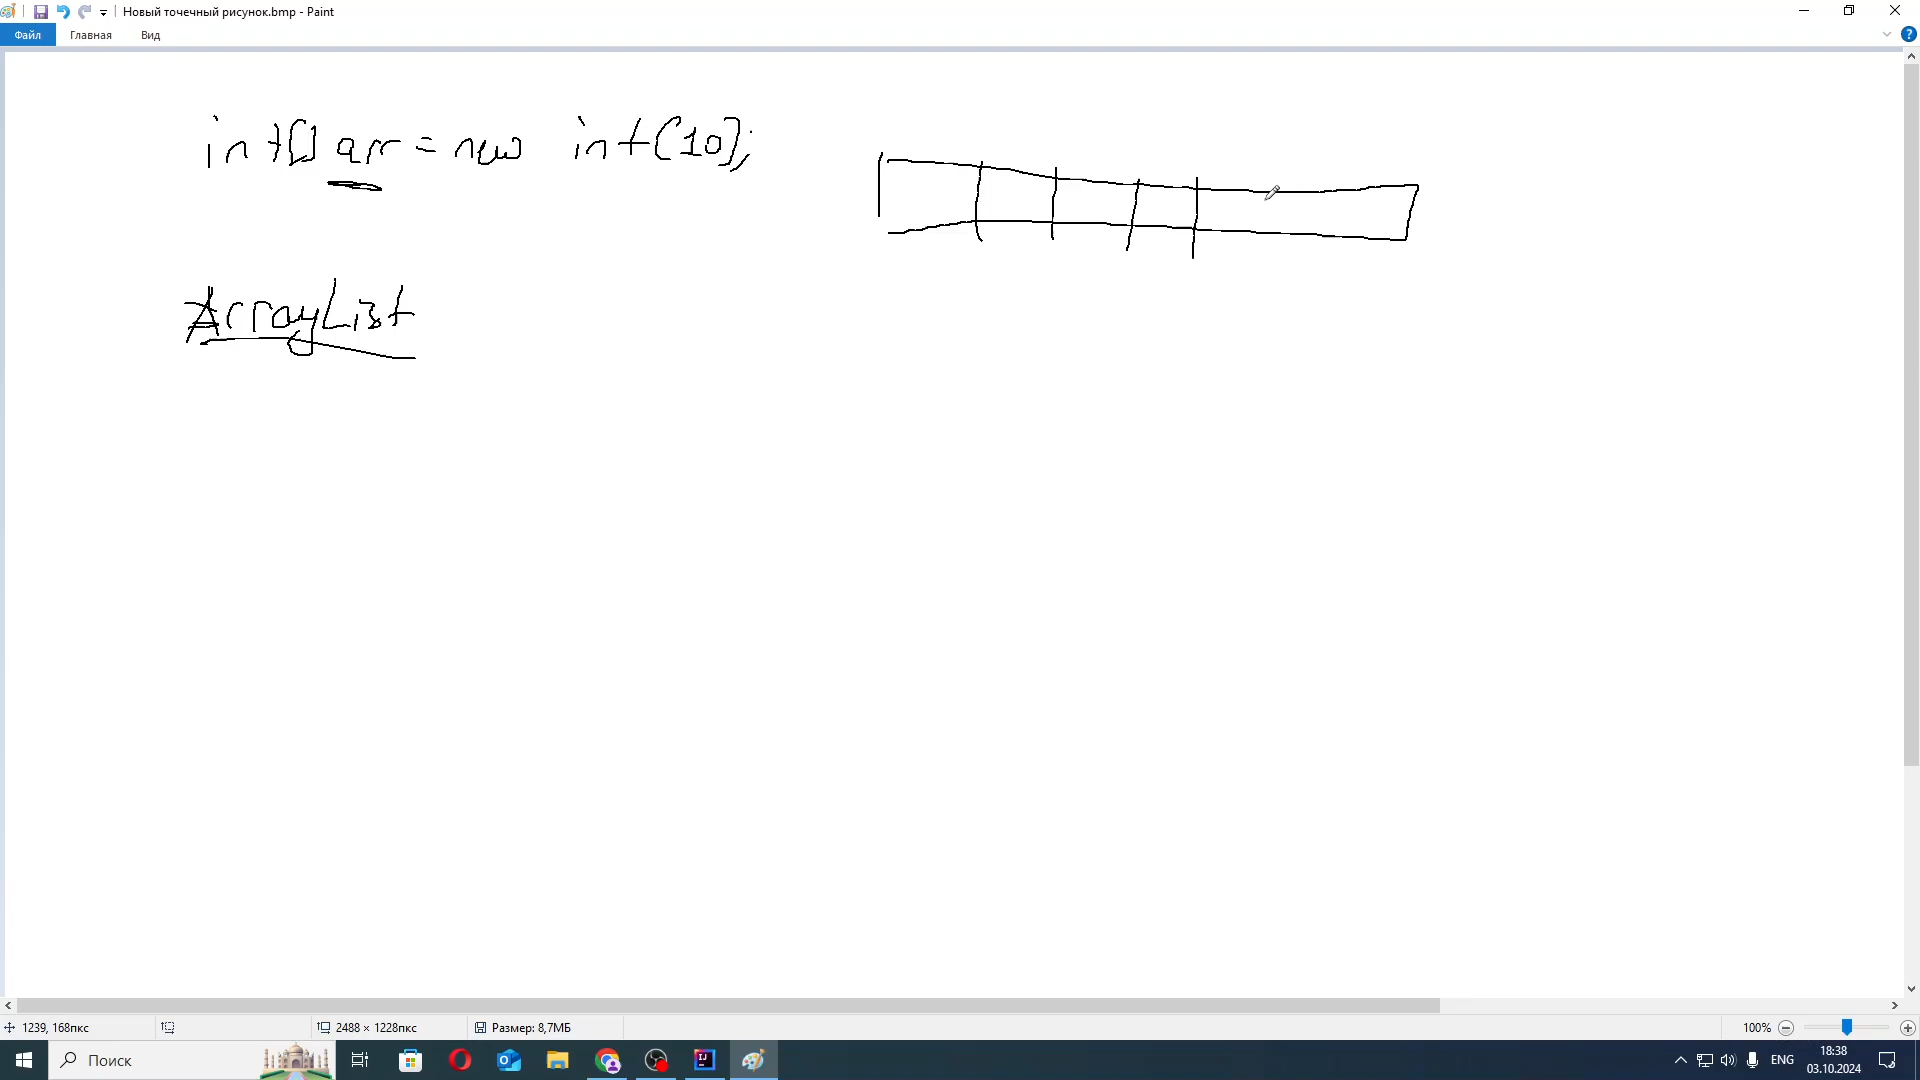 Новый точечный рисунок.bmp - Paint
Файл Главная Вид
int[] arr = new int[10];
ArrayList
1239, 168пкс 2488 × 1228пкс Размер: 8,7МБ 100%
Поиск ENG 18:38
03.10.2024